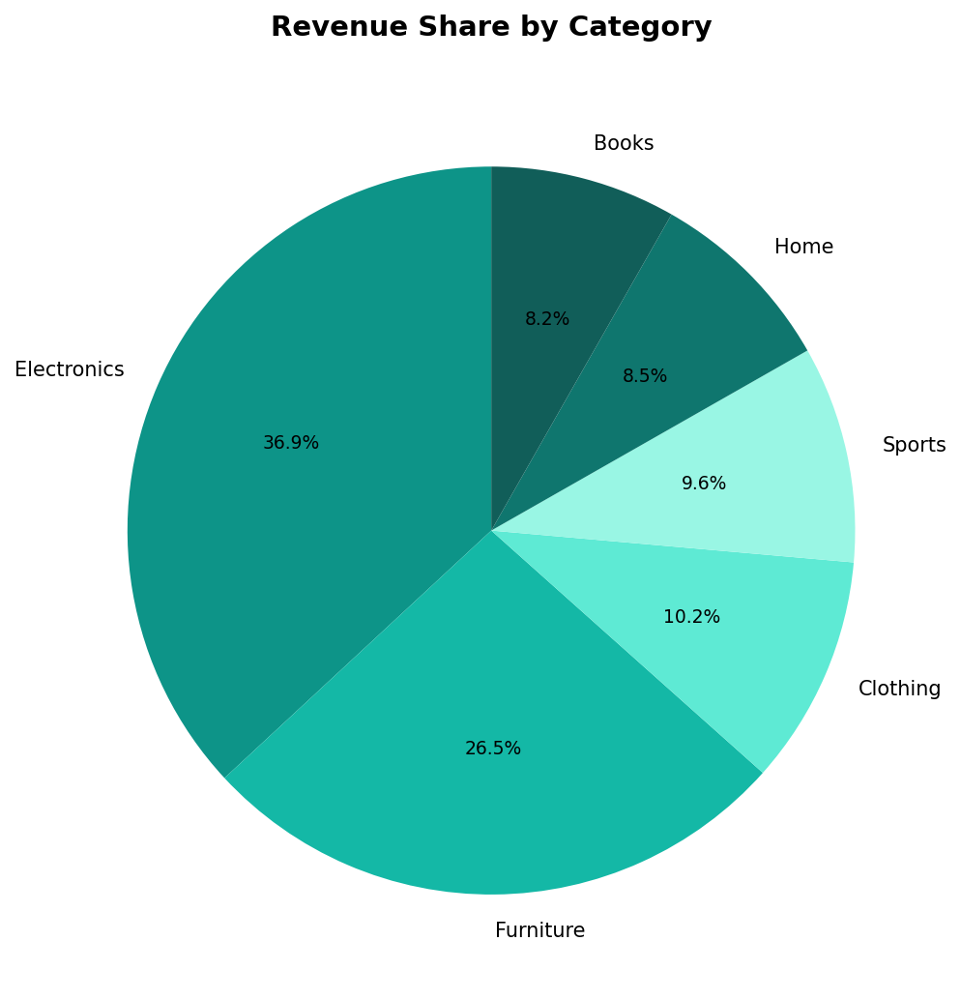 Revenue Share by Category
Books
Home
8.2%
Electronics
8.5%
36.9%
Sports
9.6%
10.2%
Clothing
26.5%
Furniture